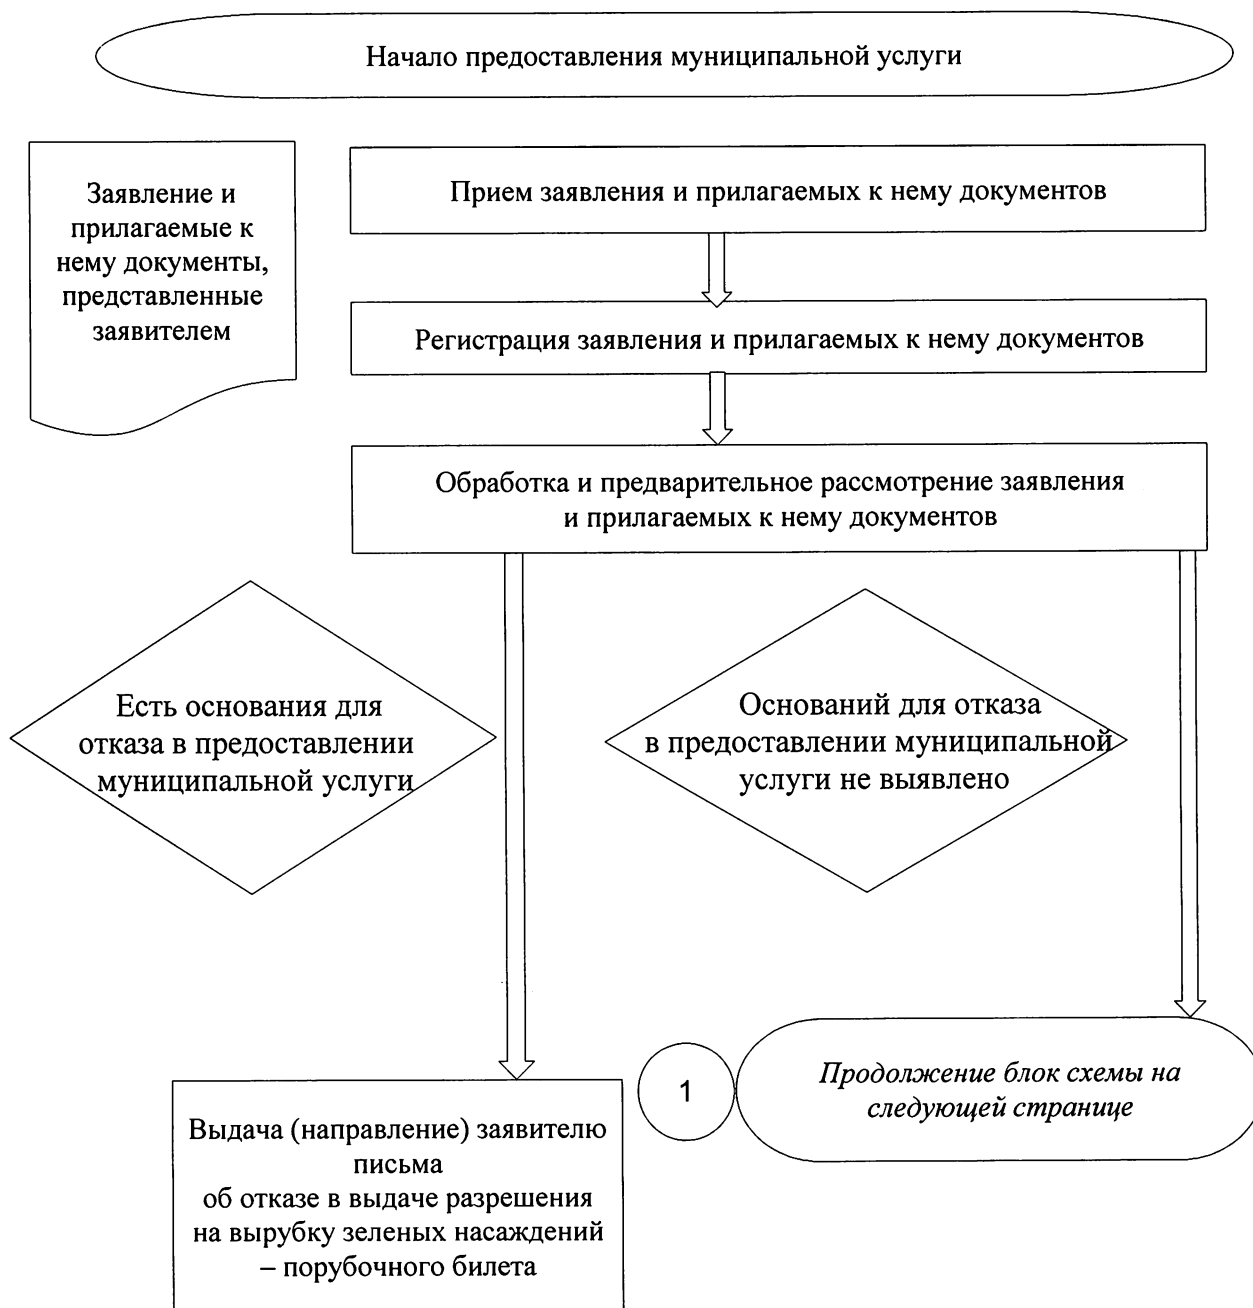 Начало предоставления муниципальной услуги
Заявление и
прилагаемые к
нему документы,
представленные
заявителем
Прием заявления и прилагаемых к нему документов
Регистрация заявления и прилагаемых к нему документов
Обработка и предварительное рассмотрение заявления
и прилагаемых к нему документов
Есть основания для
отказа в предоставлении
муниципальной услуги
Оснований для отказа
в предоставлении муниципальной
услуги не выявлено
1
Продолжение блок схемы на
следующей странице
Выдача (направление) заявителю
письма
об отказе в выдаче разрешения
на вырубку зеленых насаждений
– порубочного билета